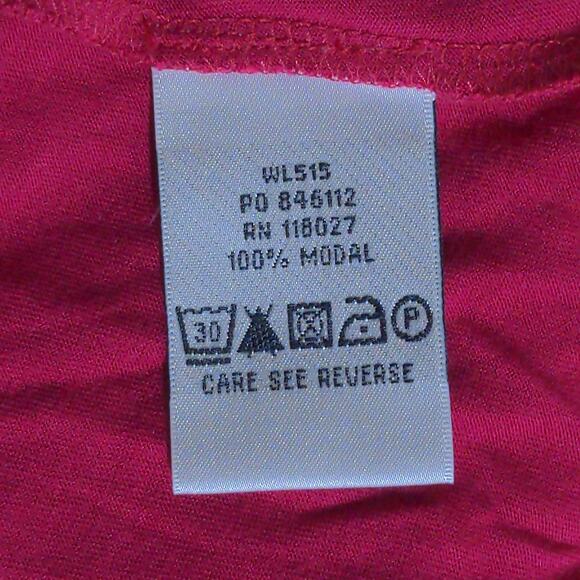 WL515
PO 846112
RN 118027
100% MODAL
30 P
CARE SEE REVERSE